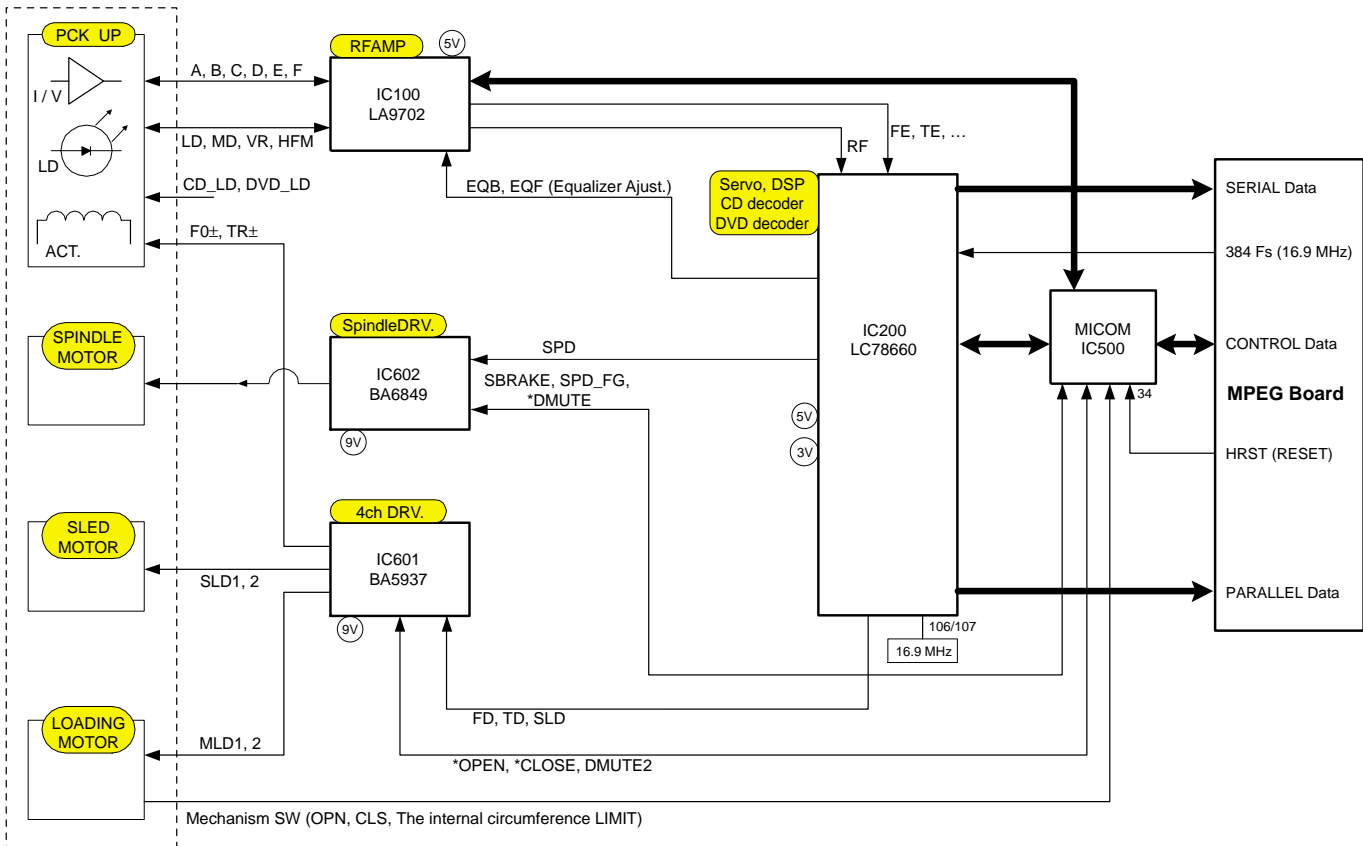 PCK UP
I / V
LD
ACT.
A, B, C, D, E, F
LD, MD, VR, HFM
CD_LD, DVD_LD
F0±, TR±
RFAMP
5V
IC100
LA9702
FE, TE, …
RF
EQB, EQF (Equalizer Ajust.)
Servo, DSP
CD decoder
DVD decoder
SERIAL Data
384 Fs (16.9 MHz)
SPINDLE
MOTOR
SpindleDRV.
IC602
BA6849
9V
SPD
SBRAKE, SPD_FG,
*DMUTE
IC200
LC78660
5V
3V
MICOM
IC500
34
CONTROL Data
MPEG Board
HRST (RESET)
SLED
MOTOR
SLD1, 2
4ch DRV.
IC601
BA5937
9V
PARALLEL Data
106/107
16.9 MHz
LOADING
MOTOR
MLD1, 2
FD, TD, SLD
*OPEN, *CLOSE, DMUTE2
Mechanism SW (OPN, CLS, The internal circumference LIMIT)